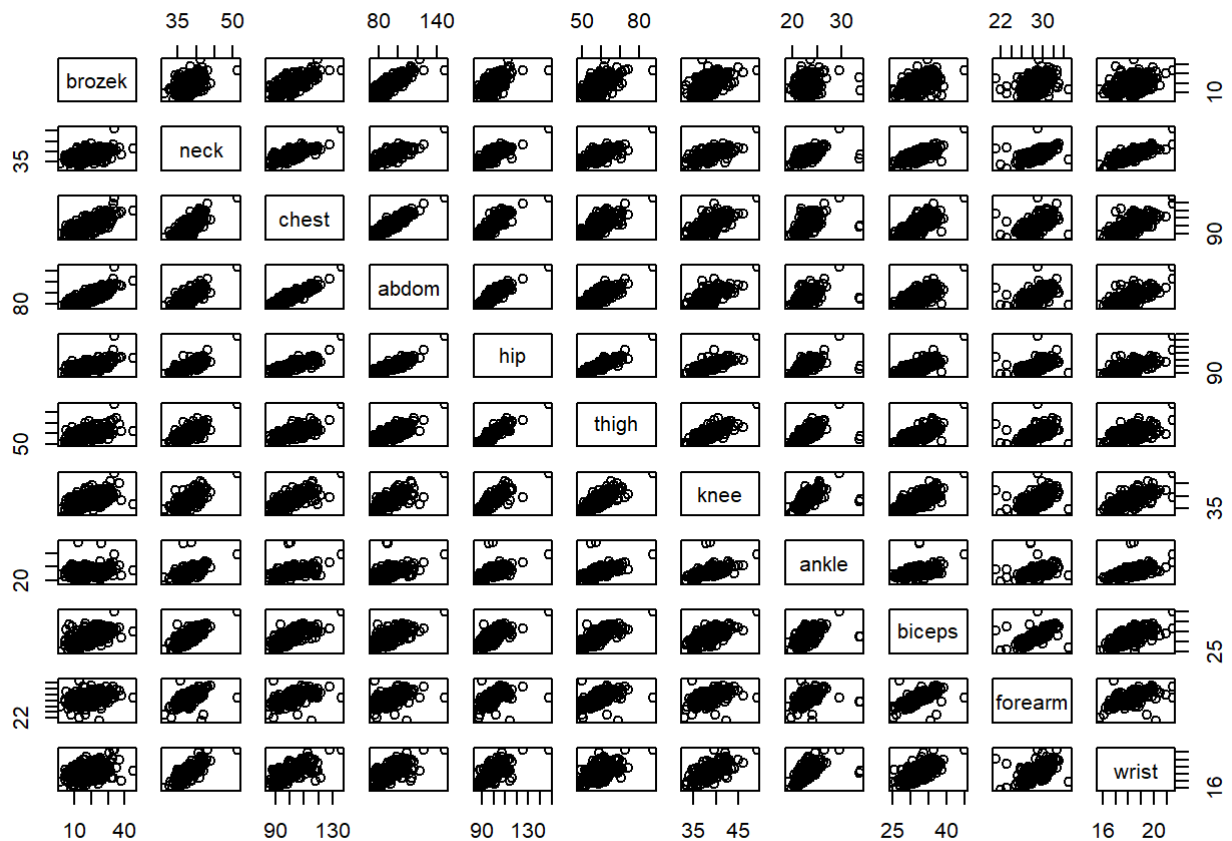 35 50 80 140 50 80 20 30 22 30
brozek 10
35 neck
chest 90
80 abdom
hip 90
50 thigh
knee 35
20 ankle
biceps 25
22 forearm
wrist 16
10 40 90 130 90 130 35 45 25 40 16 20